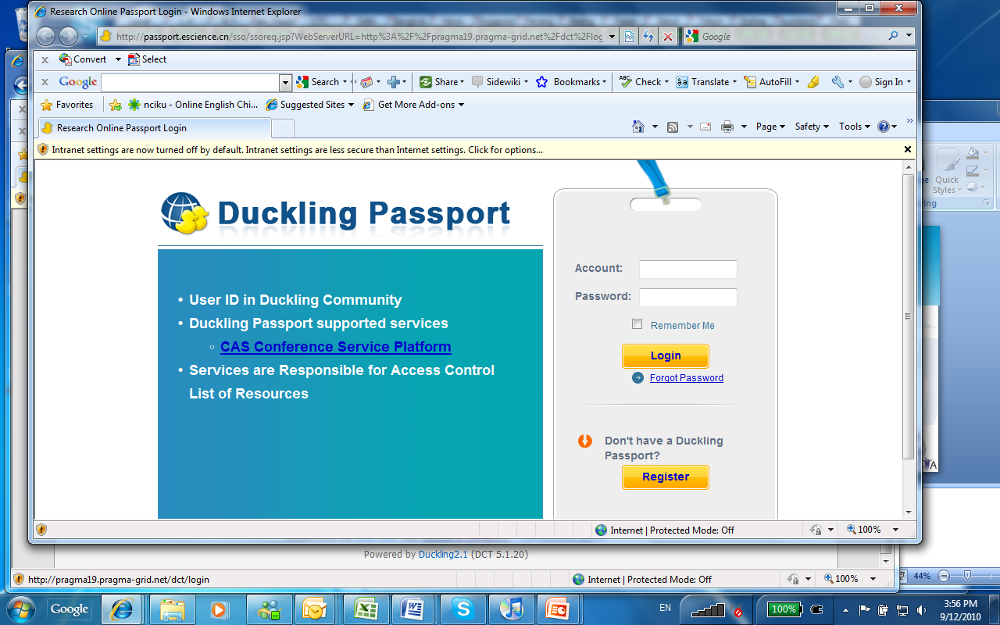 Research Online Passport Login - Windows Internet Explorer
http://passport.escience.cn/sso/ssoreq.jsp?WebServerURL=http%3A%2F%2Fpragma19.pragma-grid.net%2Fdct%2Flog
Google
x Convert Select
x Google Search Share Sidewiki Bookmarks Check Translate AutoFill Sign In
Favorites nciku - Online English Chi... Suggested Sites Get More Add-ons
Research Online Passport Login
Page Safety Tools
Intranet settings are now turned off by default. Intranet settings are less secure than Internet settings. Click for options...
Duckling Passport
• User ID in Duckling Community
• Duckling Passport supported services
◦ CAS Conference Service Platform
• Services are Responsible for Access Control
List of Resources
Account:
Password:
Remember Me
Login
Forgot Password
Don't have a Duckling
Passport?
Register
Internet | Protected Mode: Off
100%
Quick
Styles
Powered by Duckling2.1 (DCT 5.1.20)
http://pragma19.pragma-grid.net/dct/login
Internet | Protected Mode: Off
100%
44%
Google
EN
100%
3:56 PM
9/12/2010